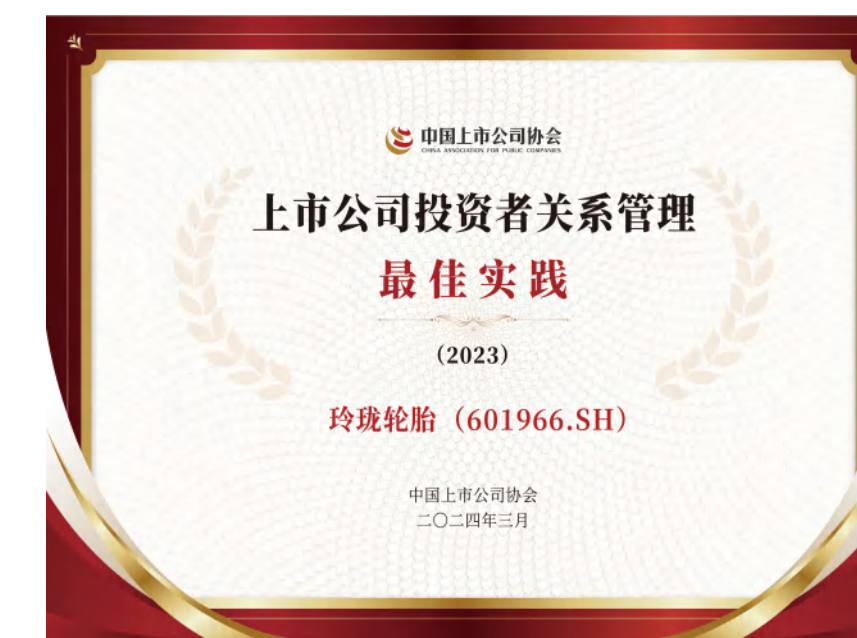 中国上市公司协会
CHINA ASSOCIATION FOR PUBLIC COMPANIES
上市公司投资者关系管理
最佳实践
（2023）
玲珑轮胎（601966.SH）
中国上市公司协会
二〇二四年三月